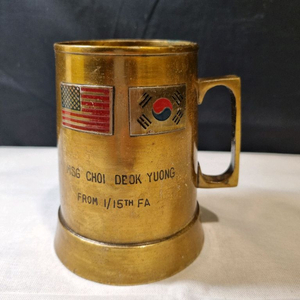 MSG CHOI DEOK YUONG
FROM 1/15TH FA